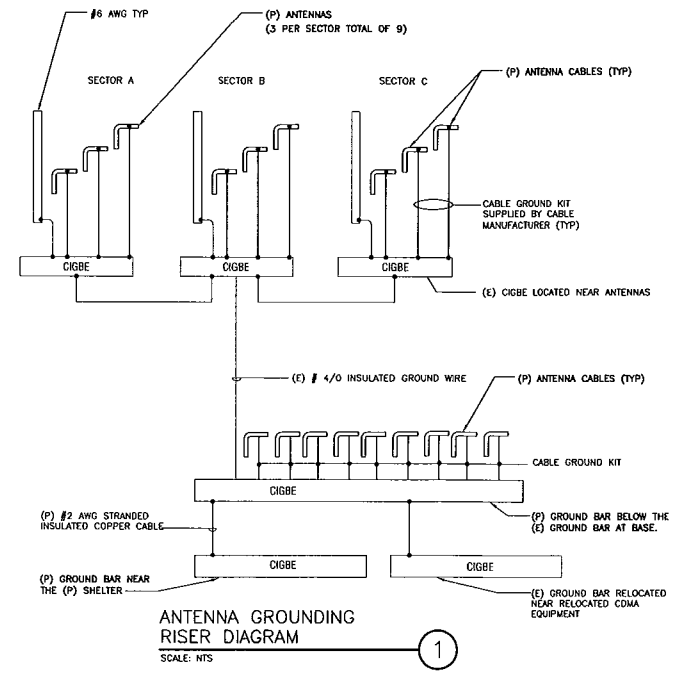 #6 AWG TYP
(P) ANTENNAS
(3 PER SECTOR TOTAL OF 9)
SECTOR A
SECTOR B
SECTOR C
(P) ANTENNA CABLES (TYP)
CABLE GROUND KIT
SUPPLIED BY CABLE
MANUFACTURER (TYP)
CIGBE
CIGBE
CIGBE
(E) CIGBE LOCATED NEAR ANTENNAS
(E) # 4/0 INSULATED GROUND WIRE
(P) ANTENNA CABLES (TYP)
CABLE GROUND KIT
CIGBE
(P) #2 AWG STRANDED
INSULATED COPPER CABLE
(P) GROUND BAR BELOW THE
(E) GROUND BAR AT BASE.
CIGBE
CIGBE
(P) GROUND BAR NEAR
THE (P) SHELTER
(E) GROUND BAR RELOCATED
NEAR RELOCATED CDMA
EQUIPMENT
ANTENNA GROUNDING
RISER DIAGRAM
SCALE: NTS
1